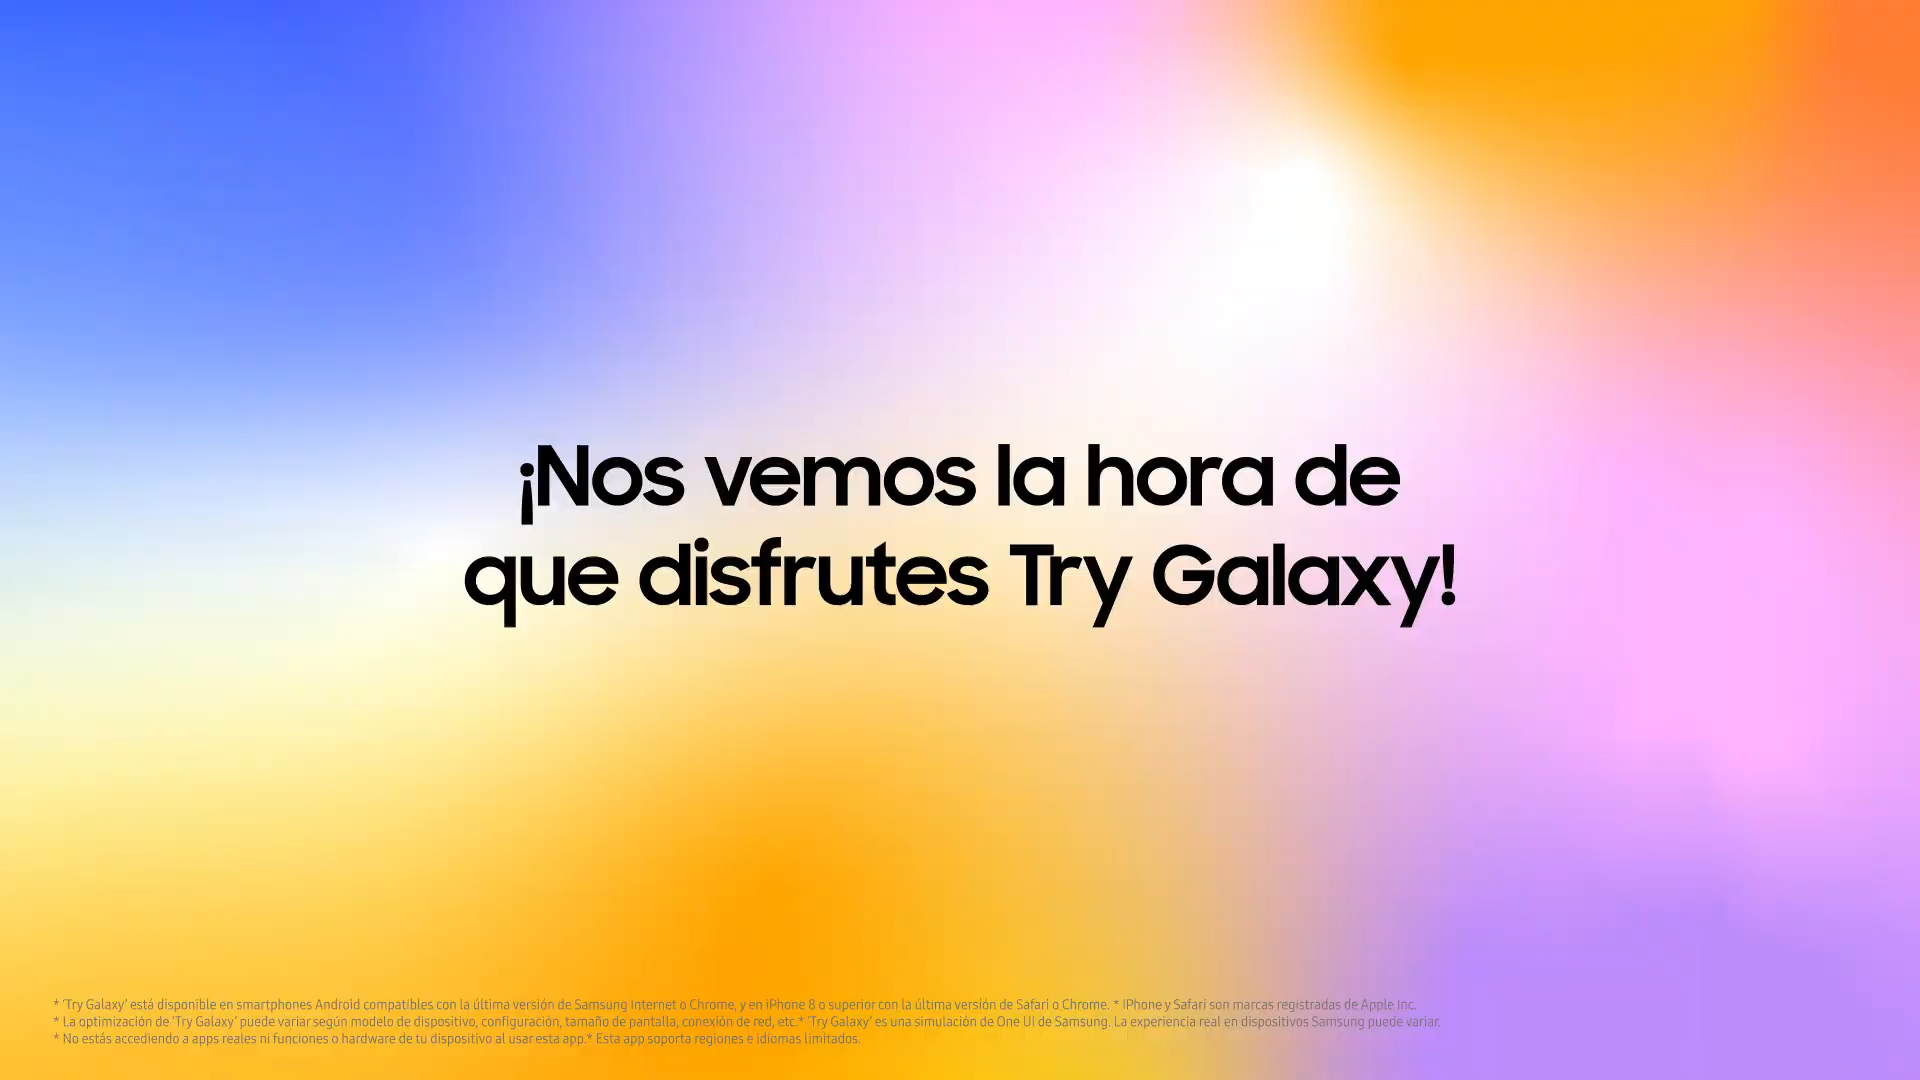 ¡Nos vemos la hora de
que disfrutes Try Galaxy!
* 'Try Galaxy' está disponible en smartphones Android compatibles con la última versión de Samsung Internet o Chrome, y en iPhone 8 o superior con la última versión de Safari o Chrome. * IPhone y Safari son marcas registradas de Apple Inc.
* La optimización de 'Try Galaxy' puede variar según modelo de dispositivo, configuración, tamaño de pantalla, conexión de red, etc.* 'Try Galaxy' es una simulación de One UI de Samsung. La experiencia real en dispositivos Samsung puede variar.
* No estás accediendo a apps reales ni funciones o hardware de tu dispositivo al usar esta app.* Esta app soporta regiones e idiomas limitados.